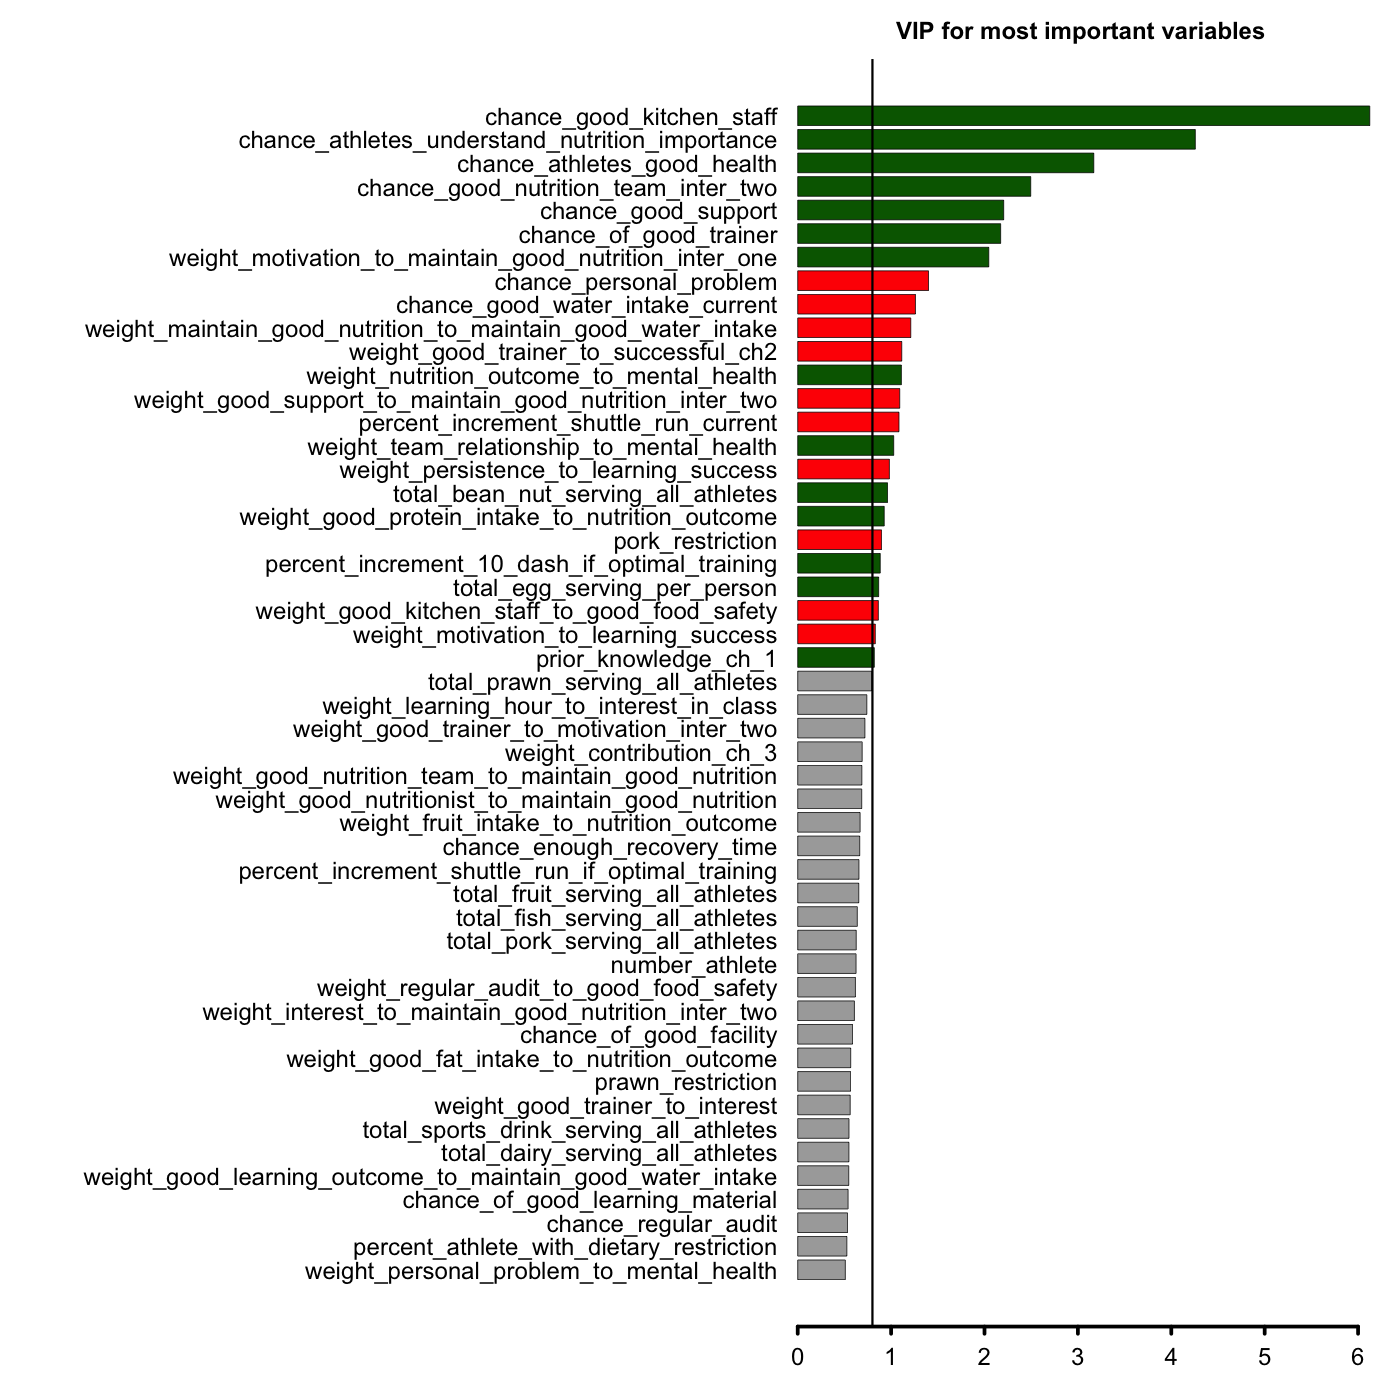 VIP for most important variables
chance_good_kitchen_staff
chance_athletes_understand_nutrition_importance
chance_athletes_good_health
chance_good_nutrition_team_inter_two
chance_good_support
chance_of_good_trainer
weight_motivation_to_maintain_good_nutrition_inter_one
chance_personal_problem
chance_good_water_intake_current
weight_maintain_good_nutrition_to_maintain_good_water_intake
weight_good_trainer_to_successful_ch2
weight_nutrition_outcome_to_mental_health
weight_good_support_to_maintain_good_nutrition_inter_two
percent_increment_shuttle_run_current
weight_team_relationship_to_mental_health
weight_persistence_to_learning_success
total_bean_nut_serving_all_athletes
weight_good_protein_intake_to_nutrition_outcome
pork_restriction
percent_increment_10_dash_if_optimal_training
total_egg_serving_per_person
weight_good_kitchen_staff_to_good_food_safety
weight_motivation_to_learning_success
prior_knowledge_ch_1
total_prawn_serving_all_athletes
weight_learning_hour_to_interest_in_class
weight_good_trainer_to_motivation_inter_two
weight_contribution_ch_3
weight_good_nutrition_team_to_maintain_good_nutrition
weight_good_nutritionist_to_maintain_good_nutrition
weight_fruit_intake_to_nutrition_outcome
chance_enough_recovery_time
percent_increment_shuttle_run_if_optimal_training
total_fruit_serving_all_athletes
total_fish_serving_all_athletes
total_pork_serving_all_athletes
number_athlete
weight_regular_audit_to_good_food_safety
weight_interest_to_maintain_good_nutrition_inter_two
chance_of_good_facility
weight_good_fat_intake_to_nutrition_outcome
prawn_restriction
weight_good_trainer_to_interest
total_sports_drink_serving_all_athletes
total_dairy_serving_all_athletes
weight_good_learning_outcome_to_maintain_good_water_intake
chance_of_good_learning_material
chance_regular_audit
percent_athlete_with_dietary_restriction
weight_personal_problem_to_mental_health
0 1 2 3 4 5 6